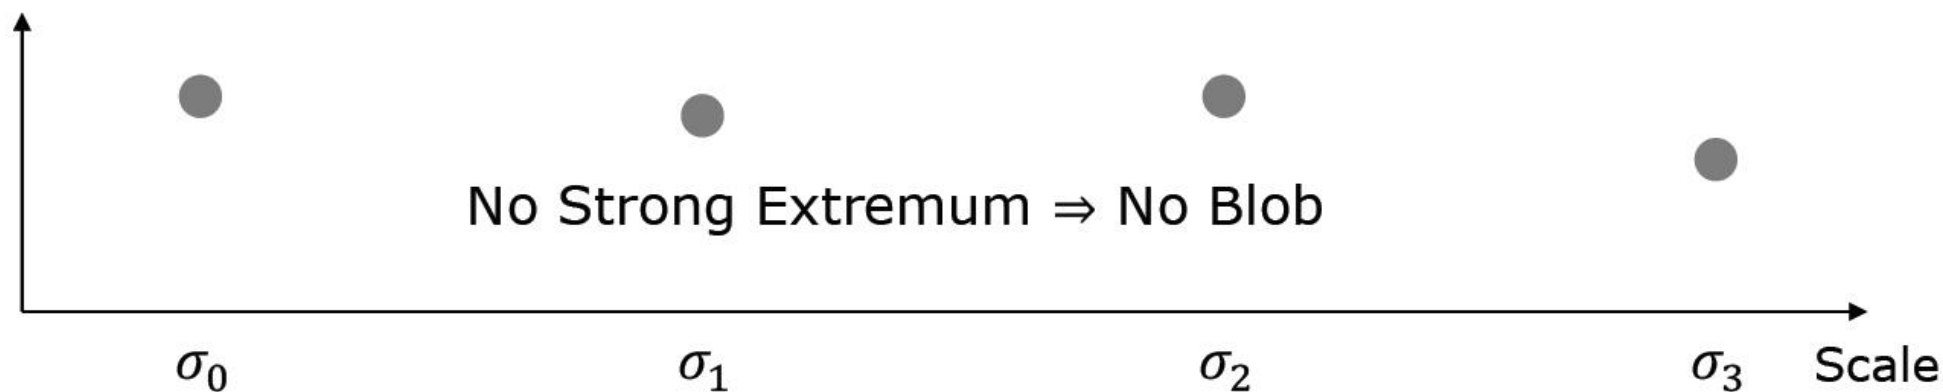 No Strong Extremum ⇒ No Blob
σ₀ σ₁ σ₂ σ₃ Scale